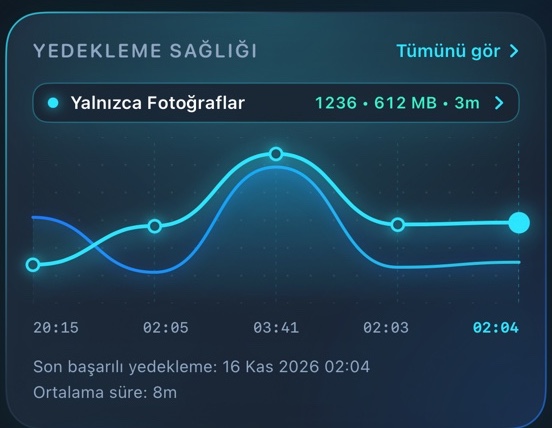 YEDEKLEME SAĞLIĞI
Tümünü gör
Yalnızca Fotoğraflar
1236 • 612 MB • 3m
20:15 02:05 03:41 02:03 02:04
Son başarılı yedekleme: 16 Kas 2026 02:04
Ortalama süre: 8m